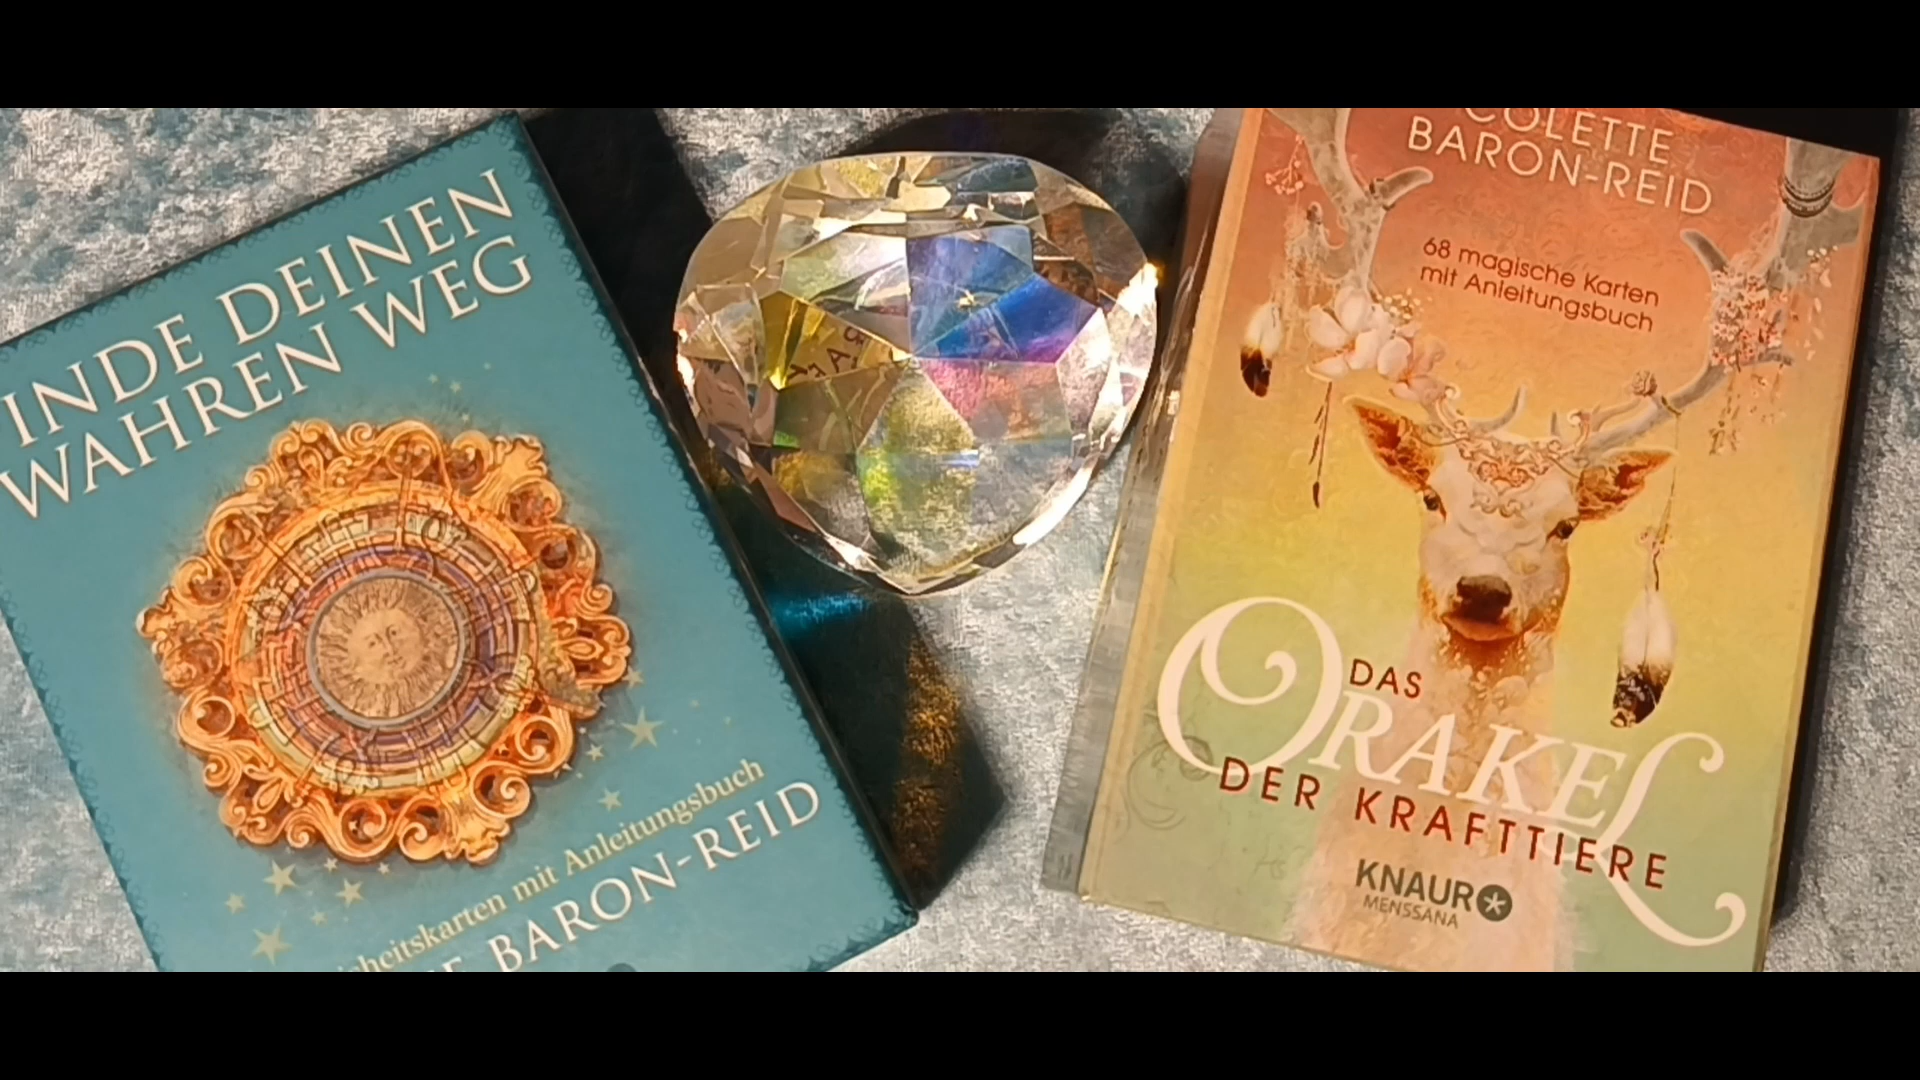 INDE DEINEN
WAHREN WEG
mit Anleitungsbuch
BARON-REID
COLETTE
BARON-REID
68 magische Karten
mit Anleitungsbuch
DAS
ORAKEL
DER KRAFTTIERE
KNAUR
MENSSANA